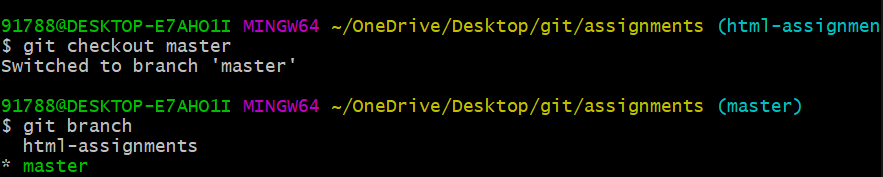 91788@DESKTOP-E7AHO1I MINGW64 ~/OneDrive/Desktop/git/assignments (html-assignmen
$ git checkout master
Switched to branch 'master'
91788@DESKTOP-E7AHO1I MINGW64 ~/OneDrive/Desktop/git/assignments (master)
$ git branch
  html-assignments
* master